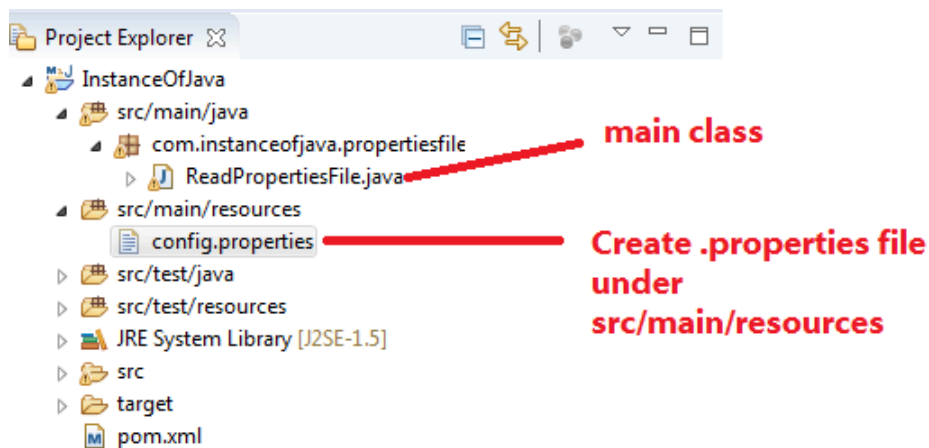 Project Explorer
InstanceOfJava
src/main/java
com.instanceofjava.propertiesfile
ReadPropertiesFile.java
src/main/resources
config.properties
src/test/java
src/test/resources
JRE System Library [J2SE-1.5]
src
target
pom.xml
main class
Create .properties file
under
src/main/resources